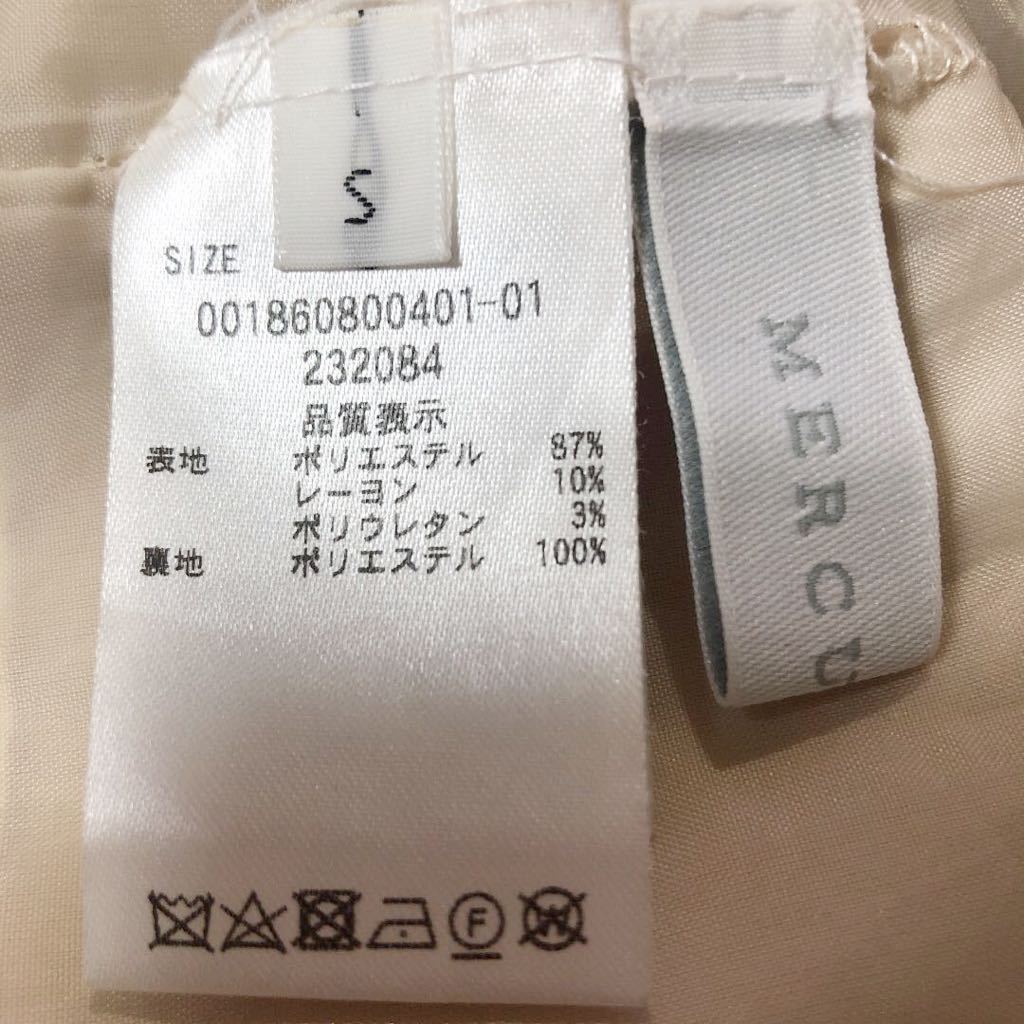 S
SIZE
001860800401-01
232084
品質表示
表地 ポリエステル 87%
レーヨン 10%
ポリウレタン 3%
裏地 ポリエステル 100%
F
W
MERCU